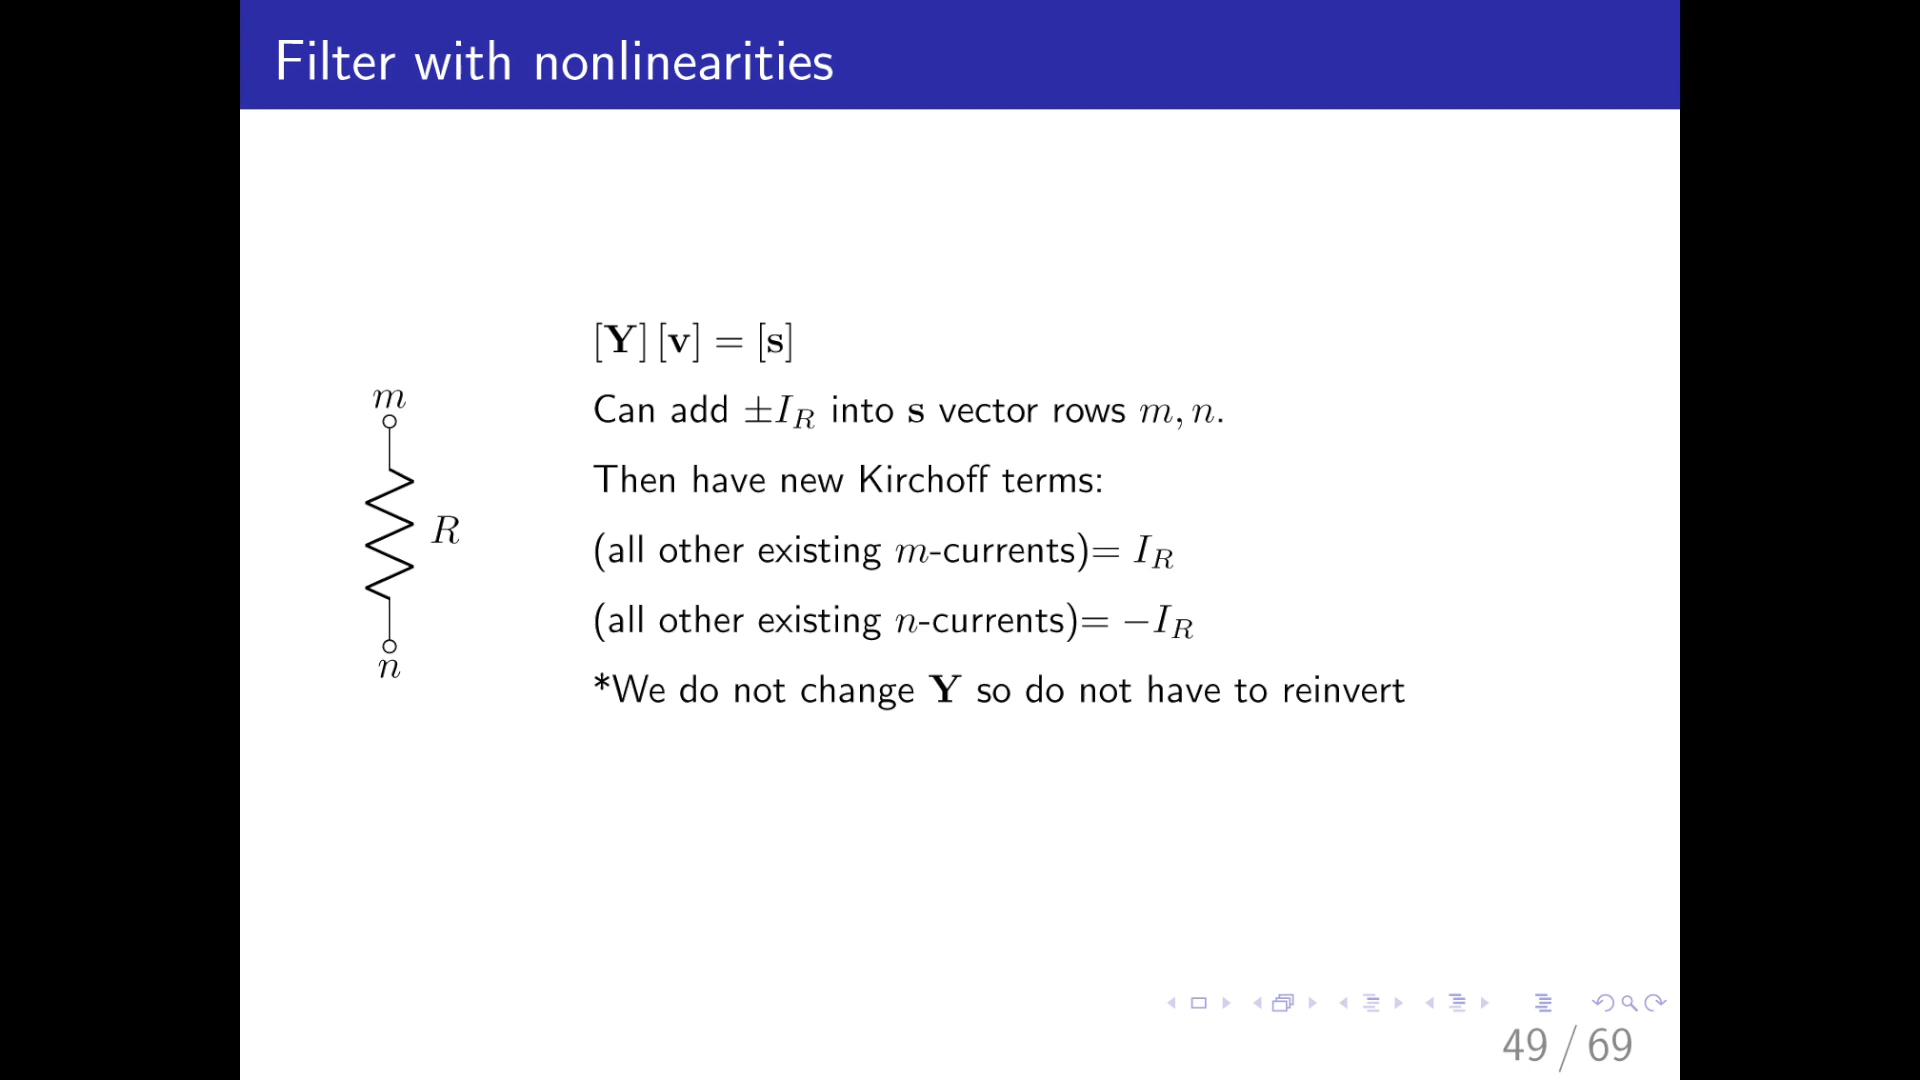 Filter with nonlinearities
[Y] [v] = [s]
Can add ±I_R into s vector rows m, n.
Then have new Kirchoff terms:
(all other existing m-currents)= I_R
(all other existing n-currents)= −I_R
*We do not change Y so do not have to reinvert
m
R
n
49 / 69